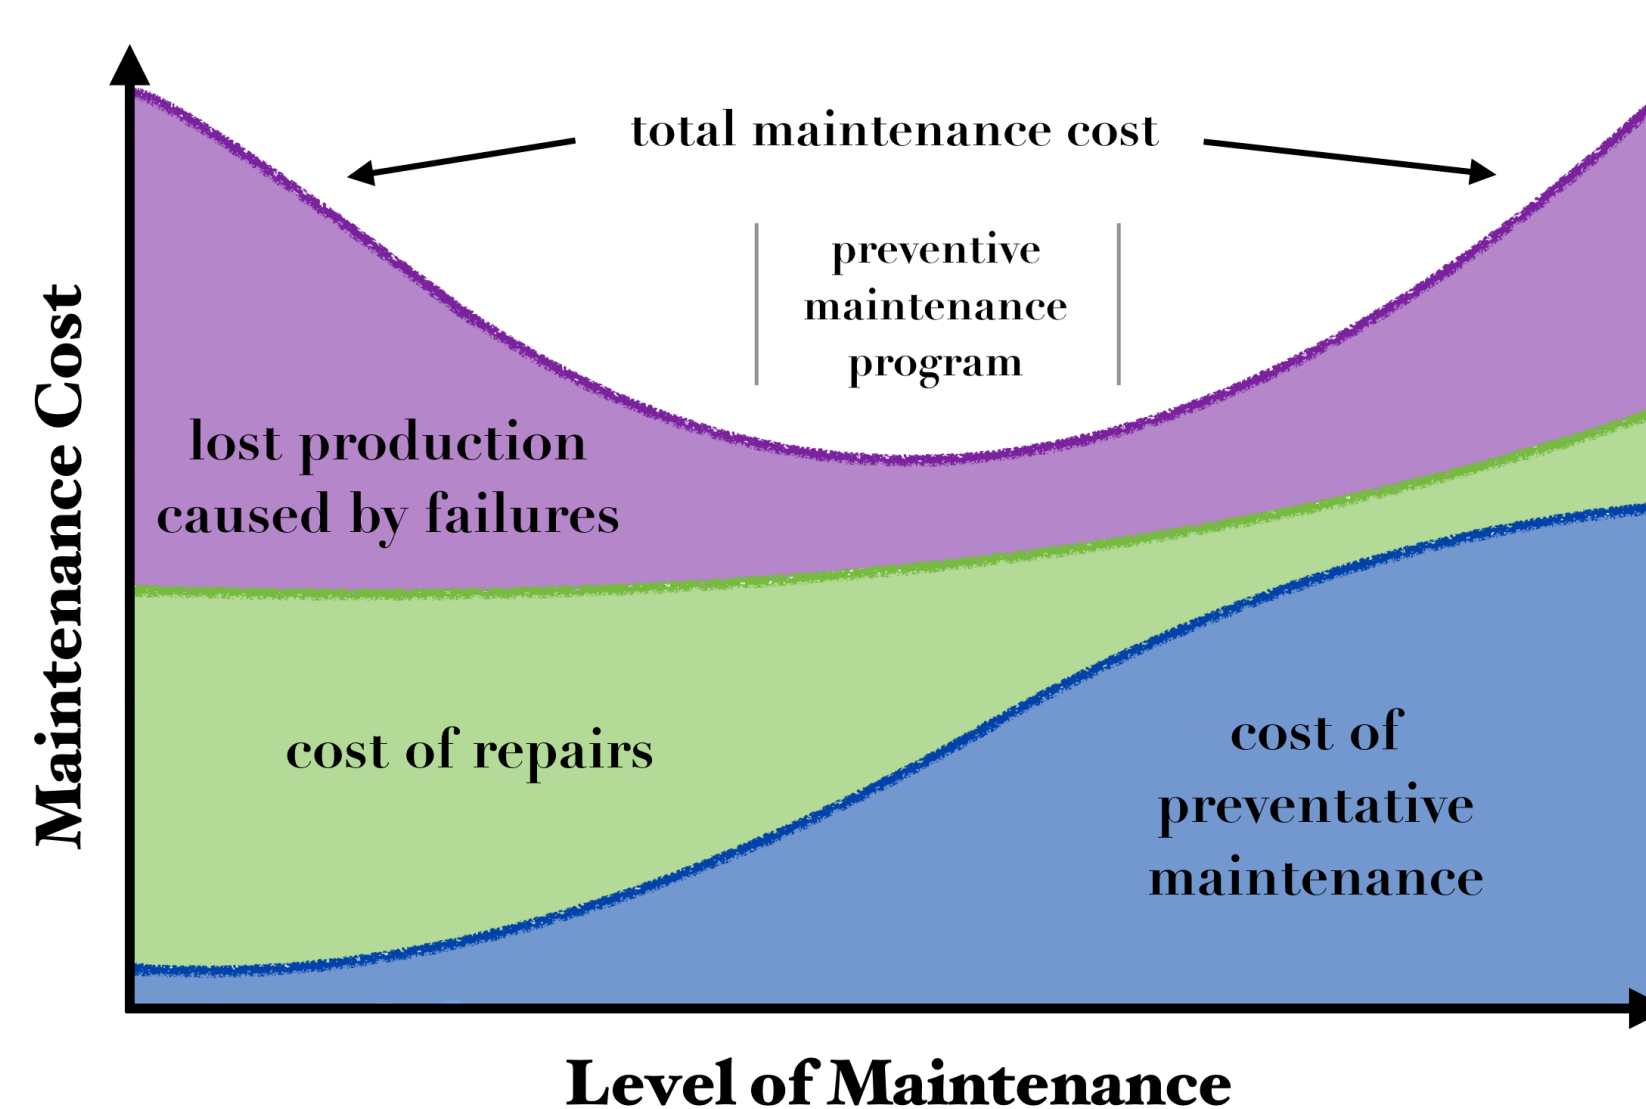 total maintenance cost
preventive
maintenance
program
lost production
caused by failures
cost of repairs
cost of
preventative
maintenance
Maintenance Cost
Level of Maintenance